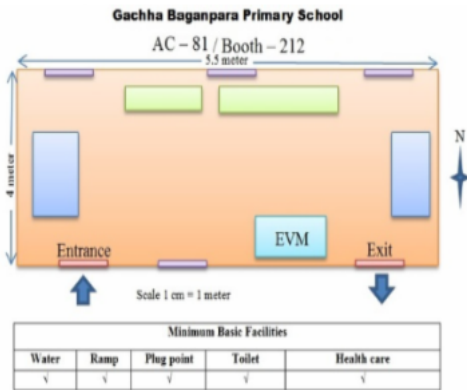 Gachha Baganpara Primary School
AC – 81 / Booth – 212
5.5 meter
4 meter
N
EVM
Entrance
Exit
Scale 1 cm = 1 meter
Minimum Basic Facilities
Water Ramp Plug point Toilet Health care
√ √ √ √ √